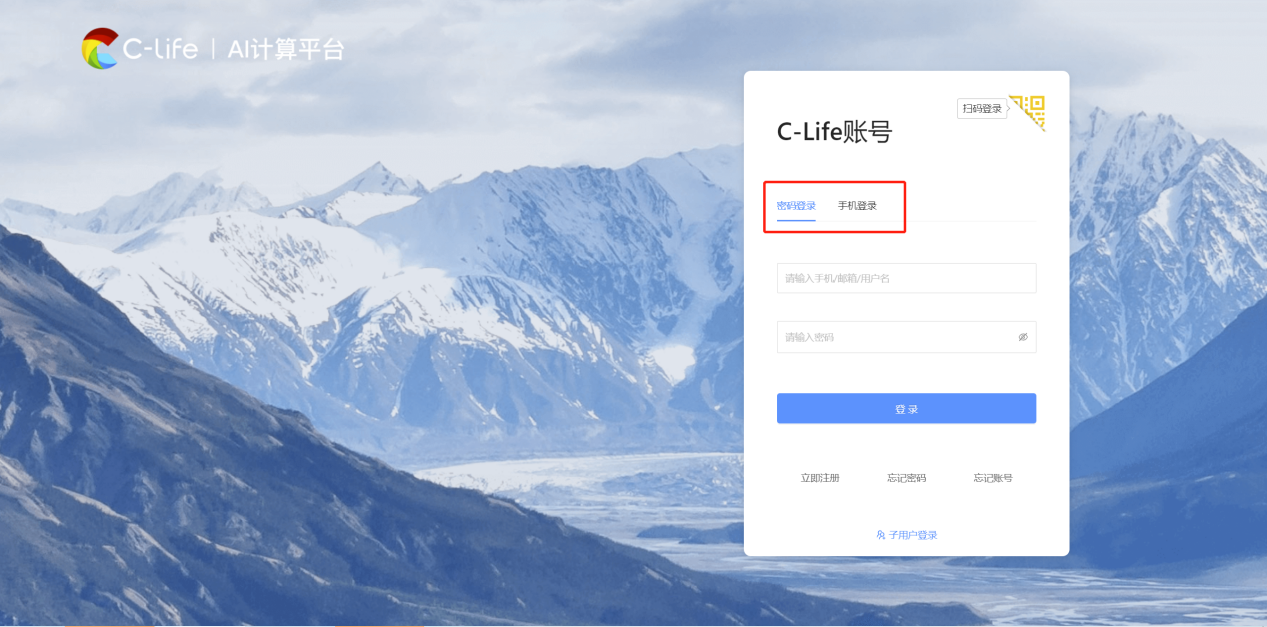 C-Life | AI计算平台
扫码登录
C-Life账号
密码登录 手机登录
请输入手机/邮箱/用户名
请输入密码
登 录
立即注册 忘记密码 忘记账号
子用户登录